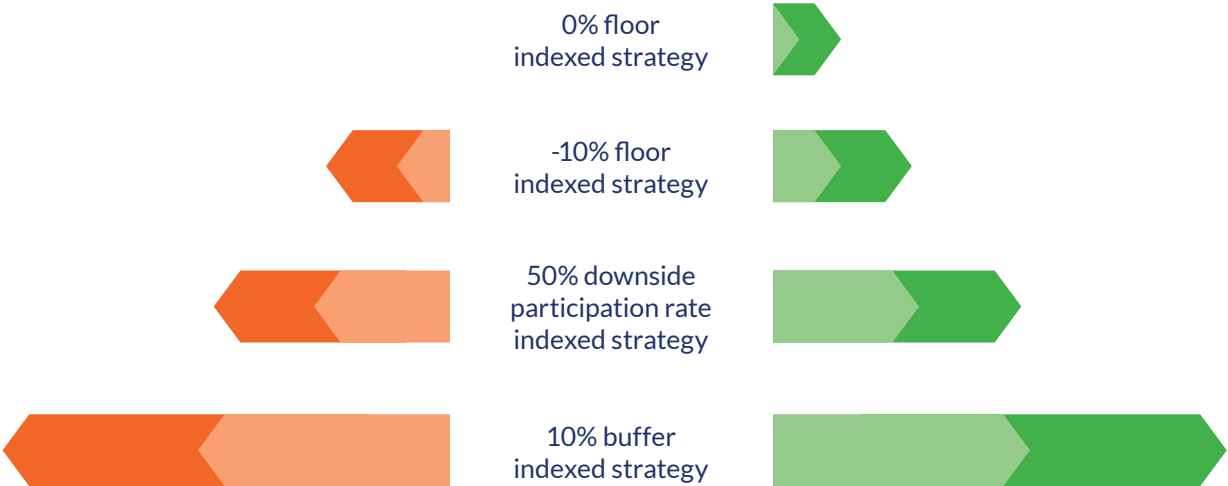 0% floor
indexed strategy
-10% floor
indexed strategy
50% downside
participation rate
indexed strategy
10% buffer
indexed strategy